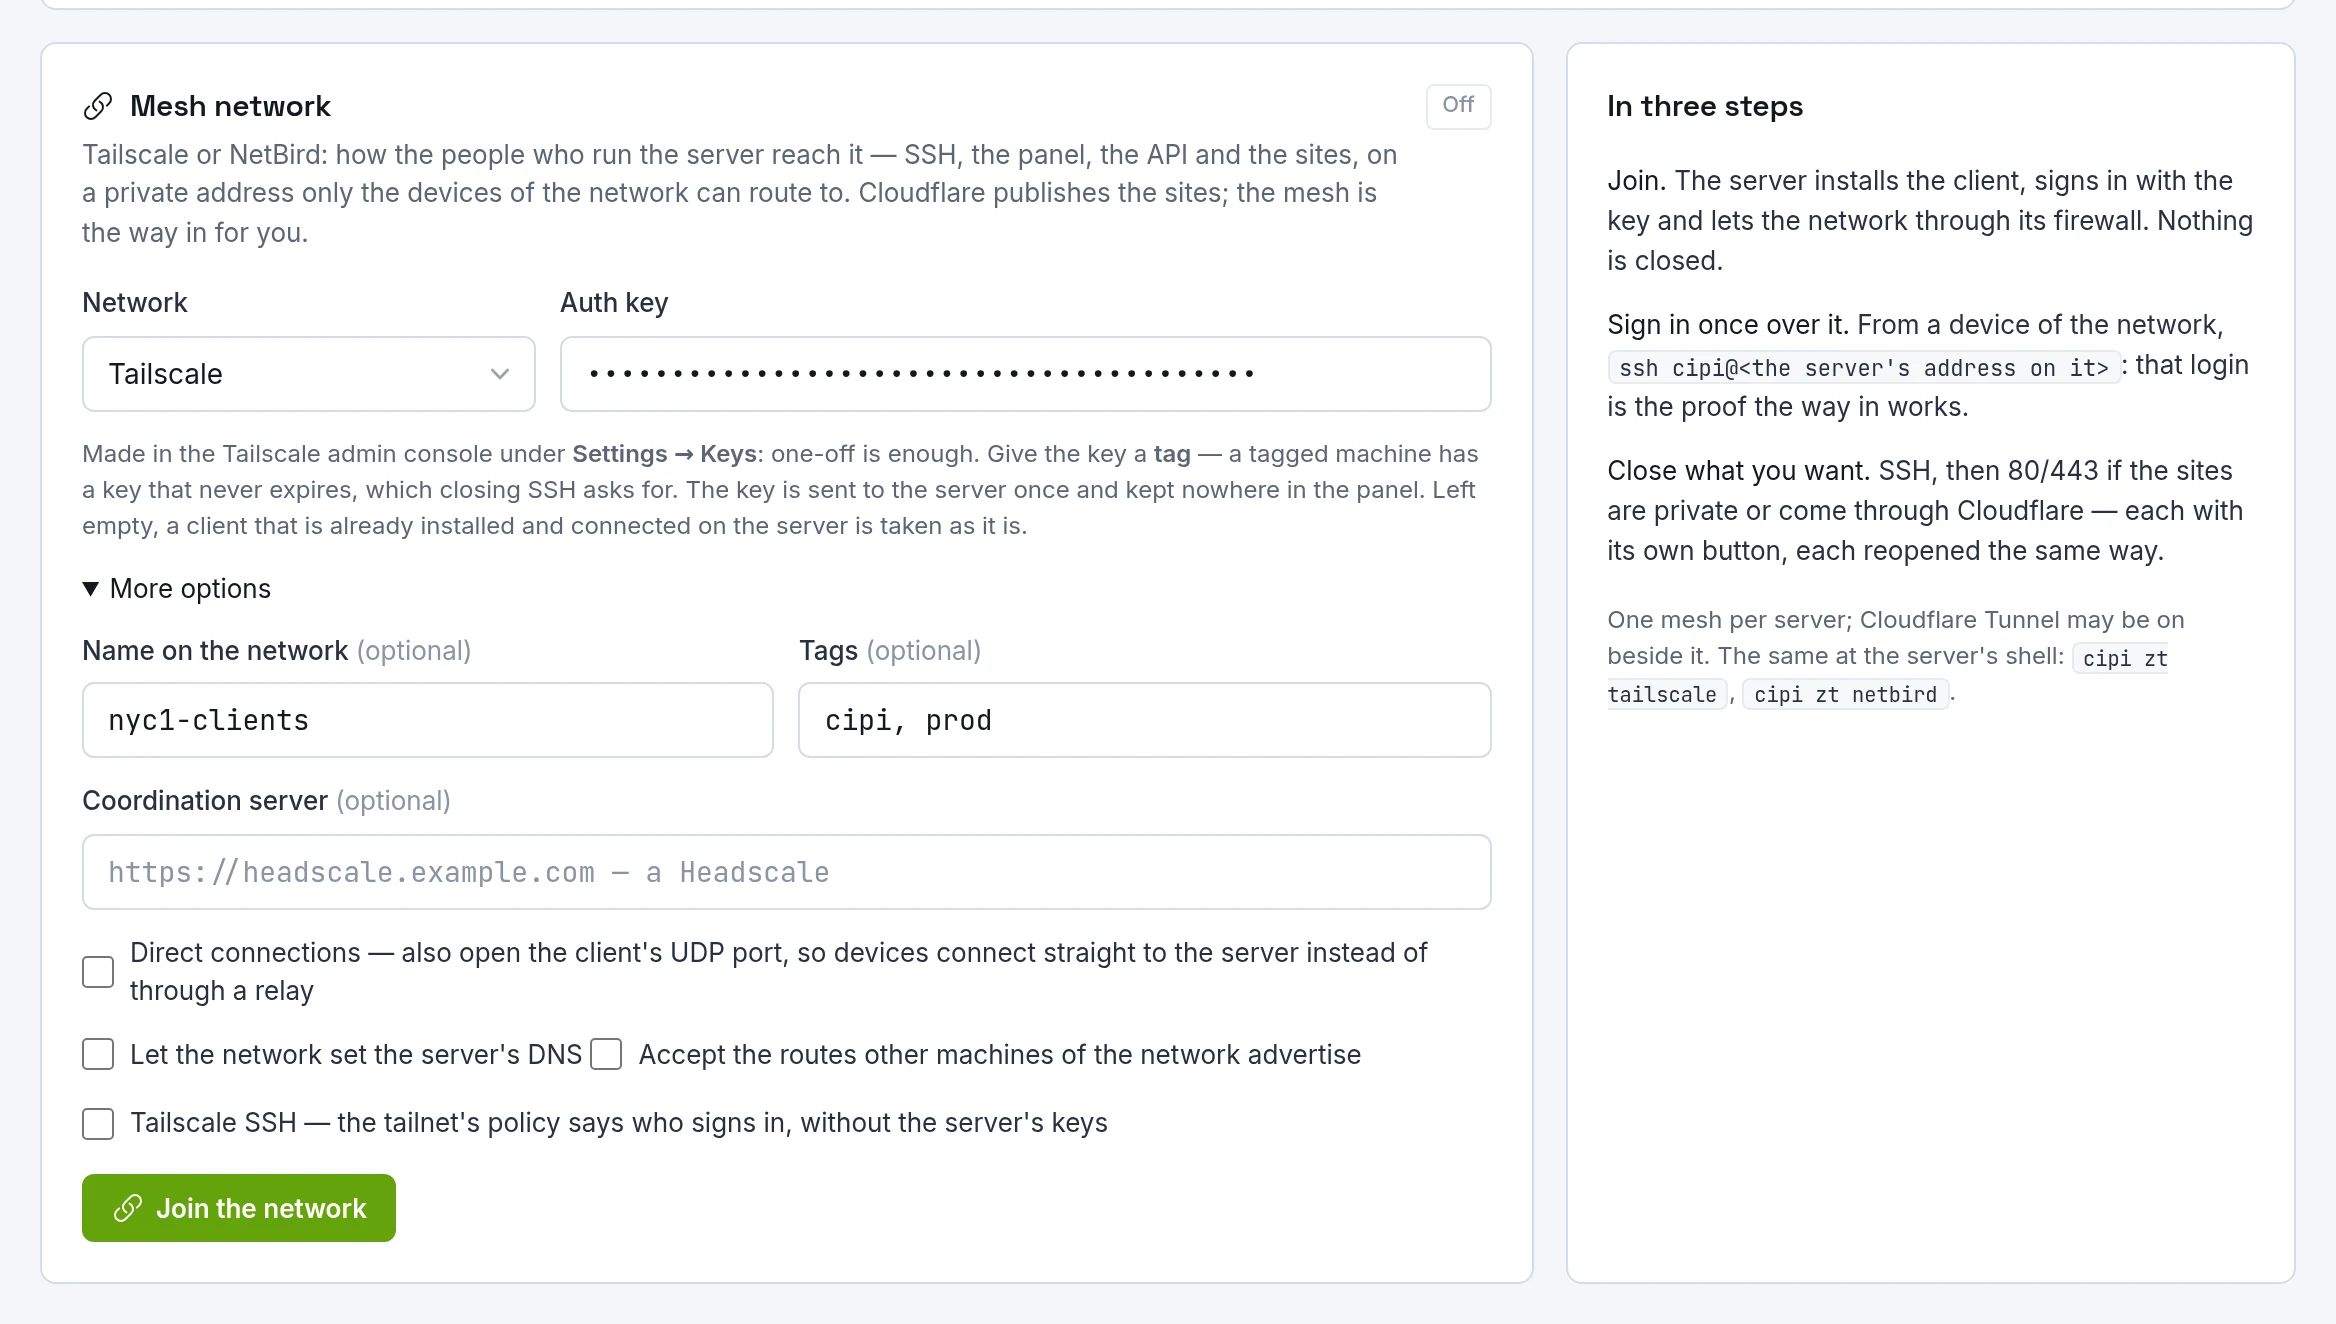 Mesh network
Off
Tailscale or NetBird: how the people who run the server reach it — SSH, the panel, the API and the sites, on
a private address only the devices of the network can route to. Cloudflare publishes the sites; the mesh is
the way in for you.
Network
Auth key
Tailscale
••••••••••••••••••••••••••••••••••••••••
Made in the Tailscale admin console under Settings → Keys: one-off is enough. Give the key a tag — a tagged machine has
a key that never expires, which closing SSH asks for. The key is sent to the server once and kept nowhere in the panel. Left
empty, a client that is already installed and connected on the server is taken as it is.
▼ More options
Name on the network (optional)
Tags (optional)
nyc1-clients
cipi, prod
Coordination server (optional)
https://headscale.example.com — a Headscale
Direct connections — also open the client's UDP port, so devices connect straight to the server instead of
through a relay
Let the network set the server's DNS
Accept the routes other machines of the network advertise
Tailscale SSH — the tailnet's policy says who signs in, without the server's keys
Join the network
In three steps
Join. The server installs the client, signs in with the
key and lets the network through its firewall. Nothing
is closed.
Sign in once over it. From a device of the network,
ssh cipi@<the server's address on it>: that login
is the proof the way in works.
Close what you want. SSH, then 80/443 if the sites
are private or come through Cloudflare — each with
its own button, each reopened the same way.
One mesh per server; Cloudflare Tunnel may be on
beside it. The same at the server's shell: cipi zt
tailscale, cipi zt netbird.